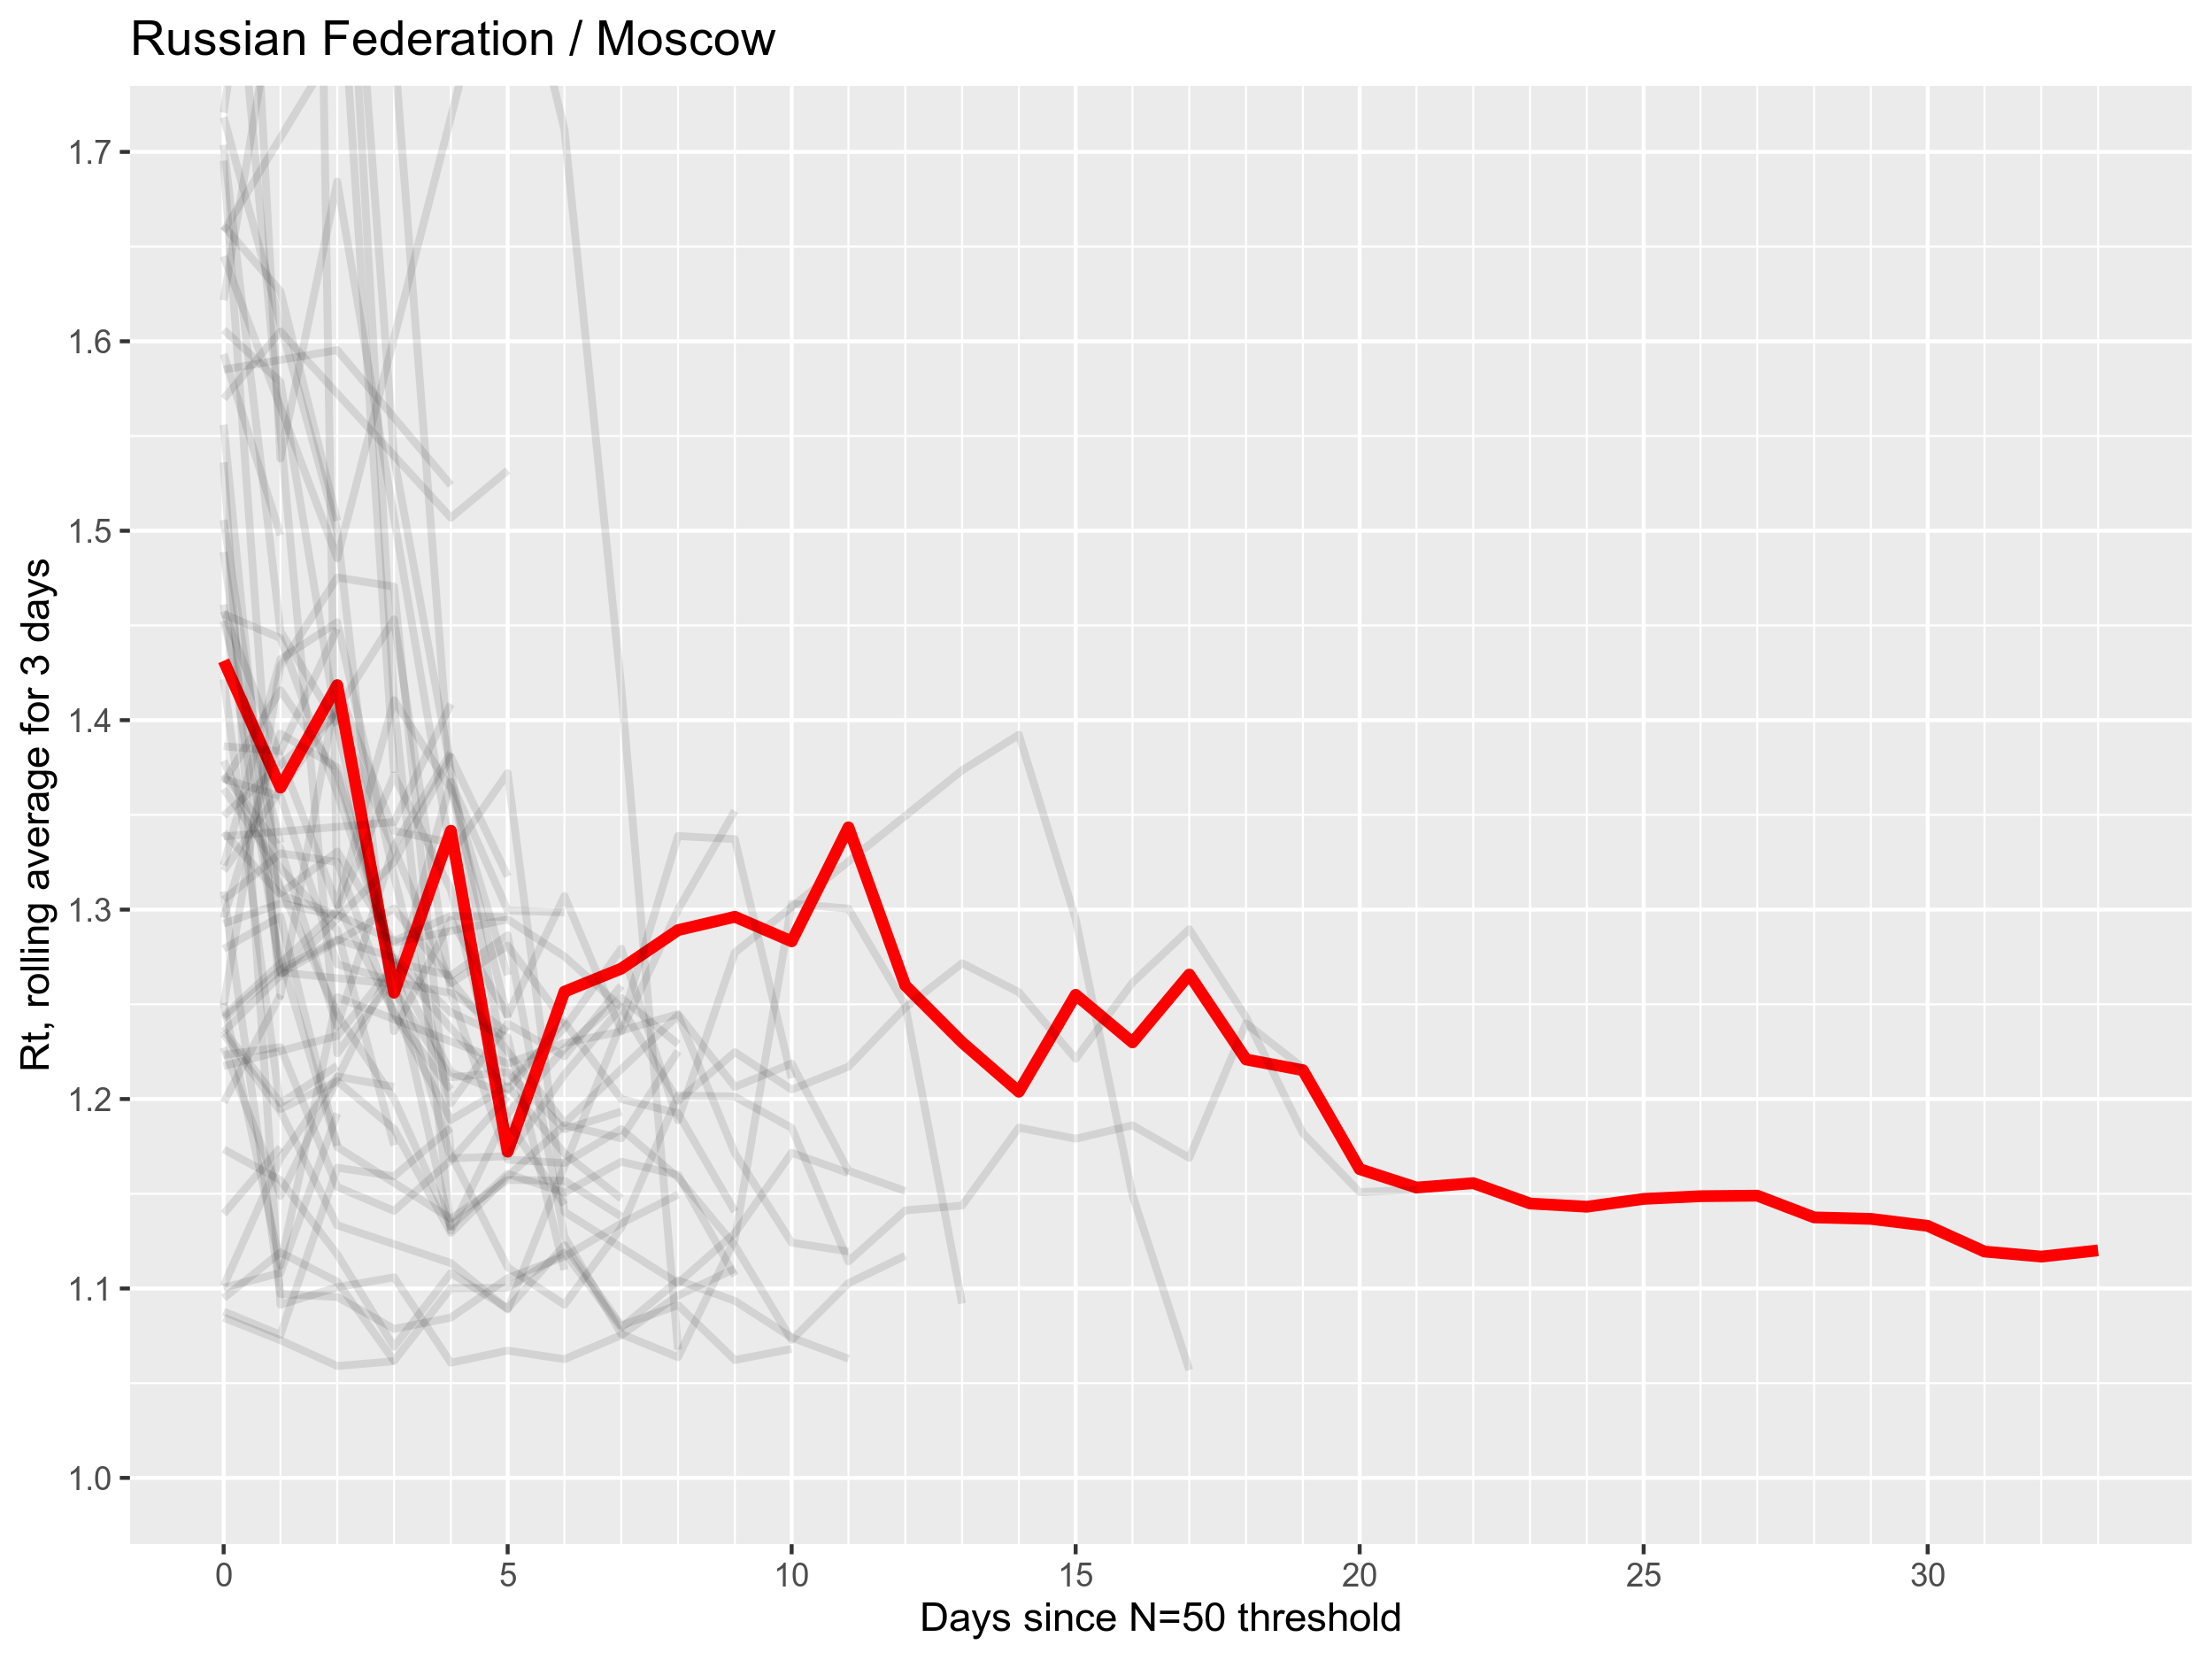 Russian Federation / Moscow
Rt, rolling average for 3 days
1.7
1.6
1.5
1.4
1.3
1.2
1.1
1.0
0 5 10 15 20 25 30
Days since N=50 threshold